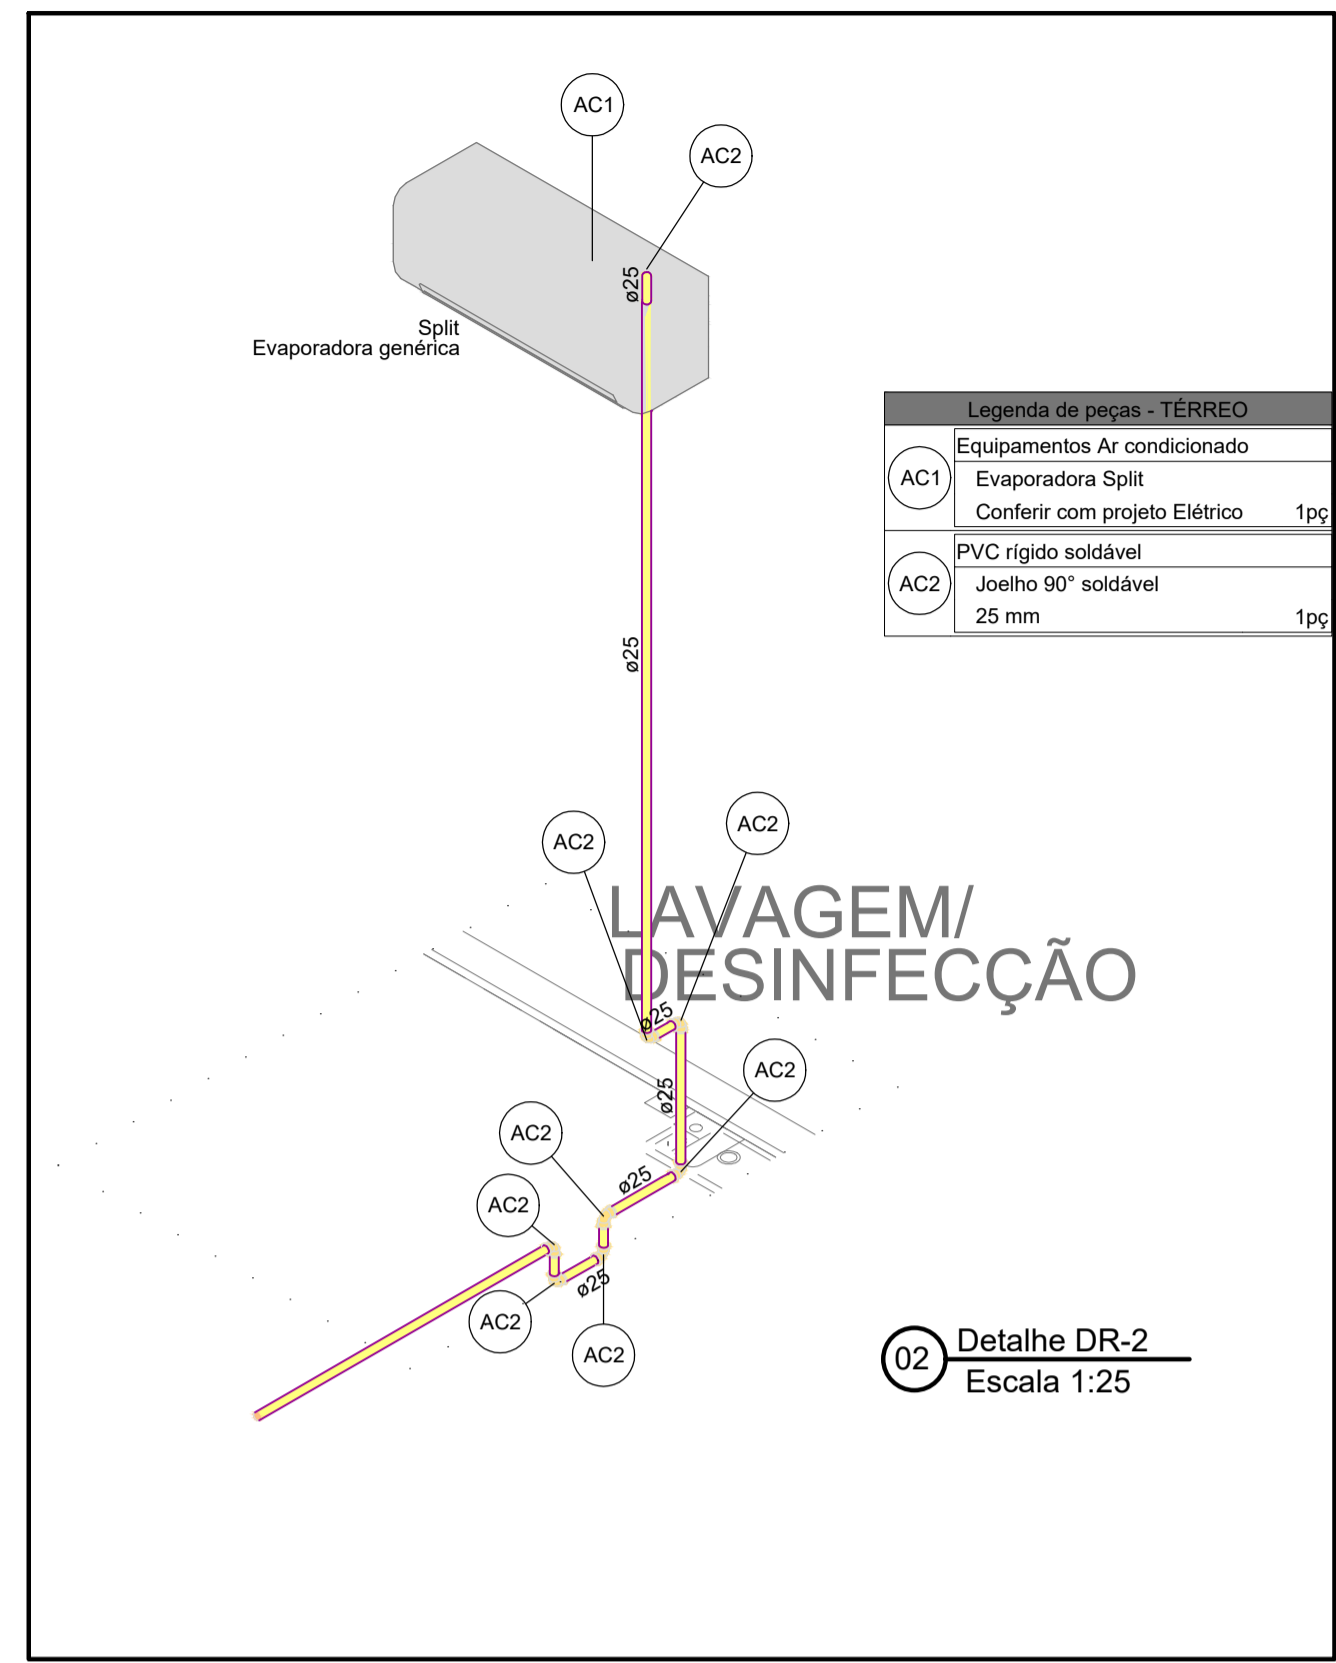 AC1
AC2
ø25
Split
Evaporadora genérica
Legenda de peças - TÉRREO
AC1
Equipamentos Ar condicionado
Evaporadora Split
Conferir com projeto Elétrico 1pç
AC2
PVC rígido soldável
Joelho 90° soldável
25 mm 1pç
ø25
AC2
AC2
LAVAGEM/
DESINFECÇÃO
ø25
AC2
ø25
AC2
ø25
AC2
ø25
AC2
AC2
02
Detalhe DR-2
Escala 1:25